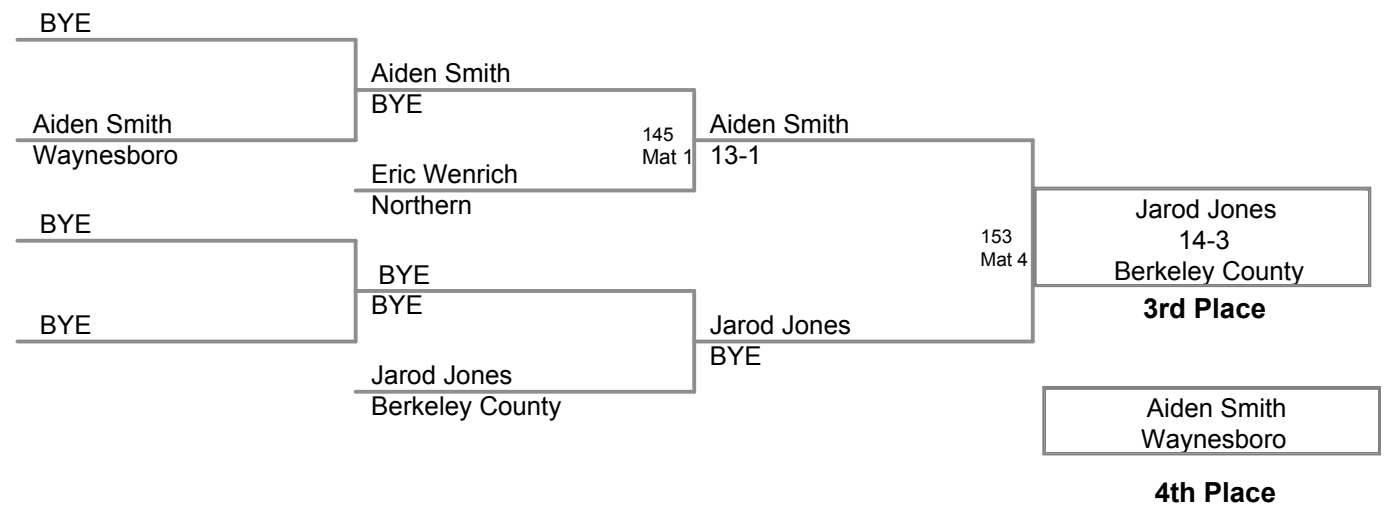 BYE
Aiden Smith
BYE
Aiden Smith
Waynesboro
145
Mat 1
Aiden Smith
13-1
Eric Wenrich
Northern
BYE
153
Mat 4
Jarod Jones
14-3
Berkeley County
3rd Place
BYE
BYE
BYE
Jarod Jones
BYE
Jarod Jones
Berkeley County
Aiden Smith
Waynesboro
4th Place